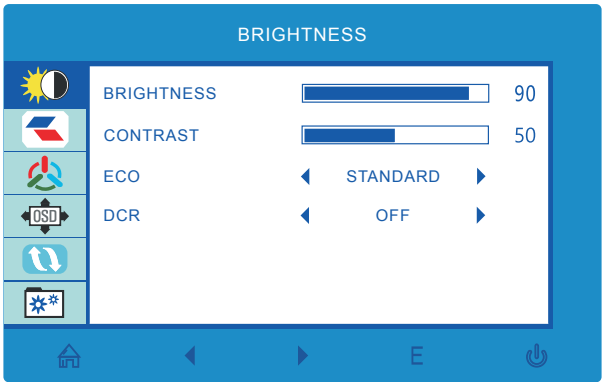 BRIGHTNESS
BRIGHTNESS 90
CONTRAST 50
ECO STANDARD
DCR OFF
OSD
E